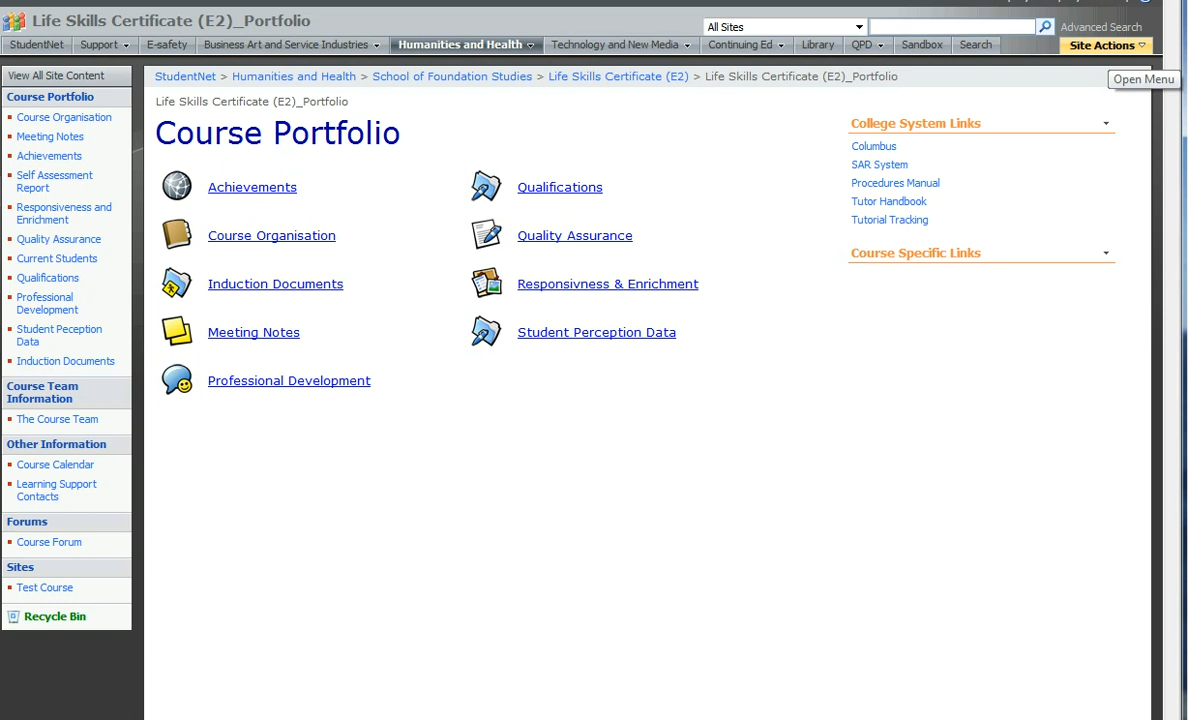 Life Skills Certificate (E2)_Portfolio
All Sites
Advanced Search
StudentNet Support E-safety Business Art and Service Industries Humanities and Health Technology and New Media Continuing Ed Library QPD Sandbox Search Site Actions
Open Menu
View All Site Content
Course Portfolio
Course Organisation
Meeting Notes
Achievements
Self Assessment
Report
Responsiveness and
Enrichment
Quality Assurance
Current Students
Qualifications
Professional
Development
Student Peception
Data
Induction Documents
Course Team
Information
The Course Team
Other Information
Course Calendar
Learning Support
Contacts
Forums
Course Forum
Sites
Test Course
Recycle Bin
StudentNet > Humanities and Health > School of Foundation Studies > Life Skills Certificate (E2) > Life Skills Certificate (E2)_Portfolio
Life Skills Certificate (E2)_Portfolio
Course Portfolio
Achievements
Qualifications
Course Organisation
Quality Assurance
Induction Documents
Responsivness & Enrichment
Meeting Notes
Student Perception Data
Professional Development
College System Links
Columbus
SAR System
Procedures Manual
Tutor Handbook
Tutorial Tracking
Course Specific Links